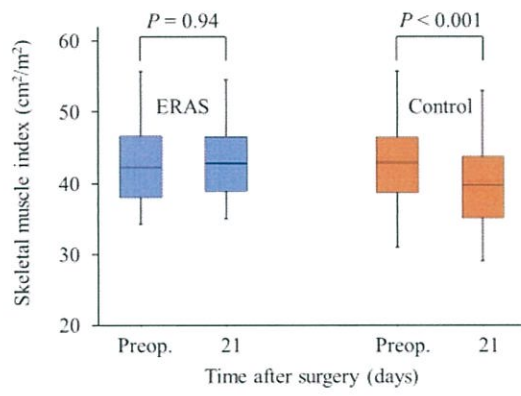 P = 0.94
P < 0.001
Skeletal muscle index (cm²/m²)
60
50
40
30
20
ERAS
Control
Preop.
21
Preop.
21
Time after surgery (days)